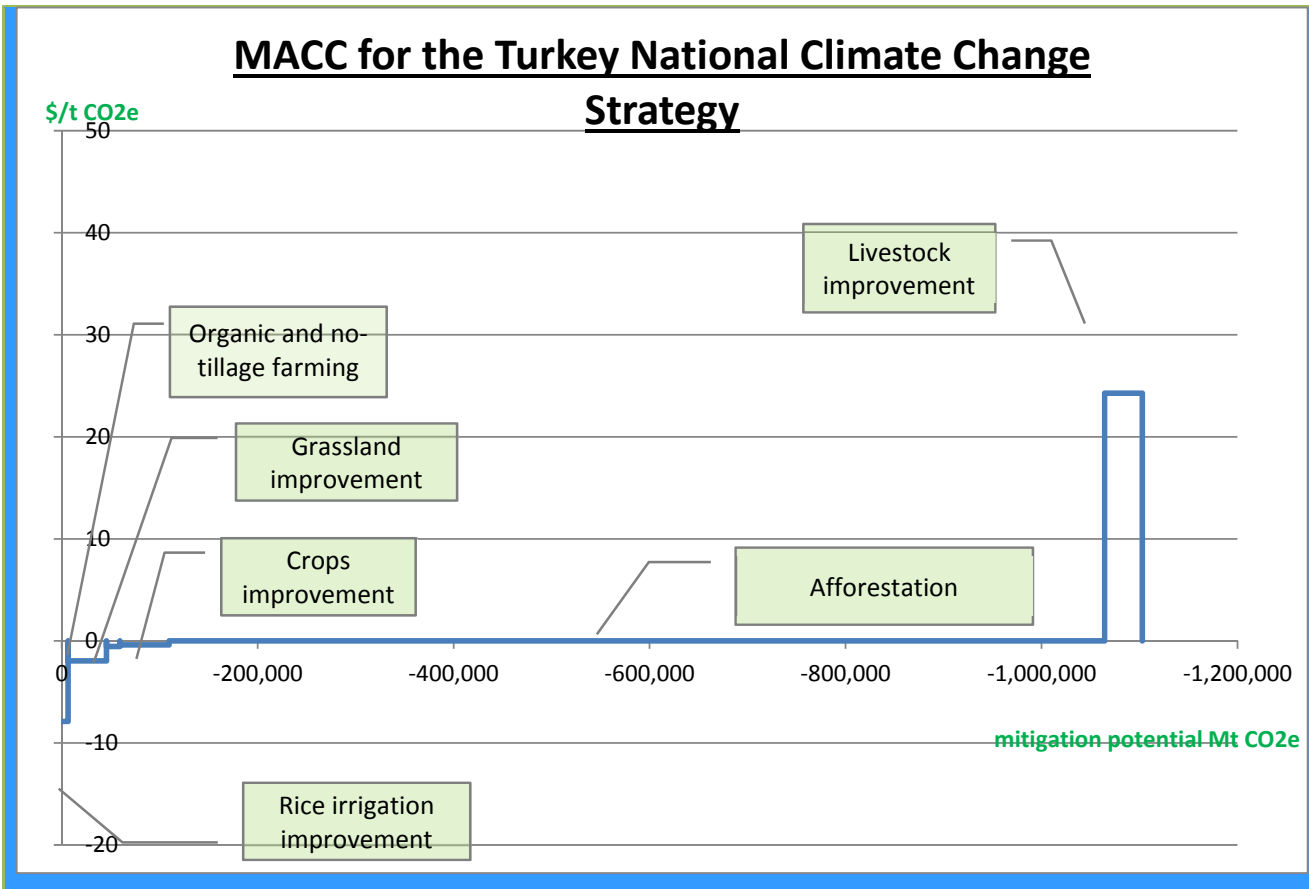 MACC for the Turkey National Climate Change
Strategy
$/t CO2e
50
40
30
20
10
0
-10
-20
Livestock
improvement
Organic and no-
tillage farming
Grassland
improvement
Crops
improvement
Afforestation
0 -200,000 -400,000 -600,000 -800,000 -1,000,000 -1,200,000
mitigation potential Mt CO2e
Rice irrigation
improvement